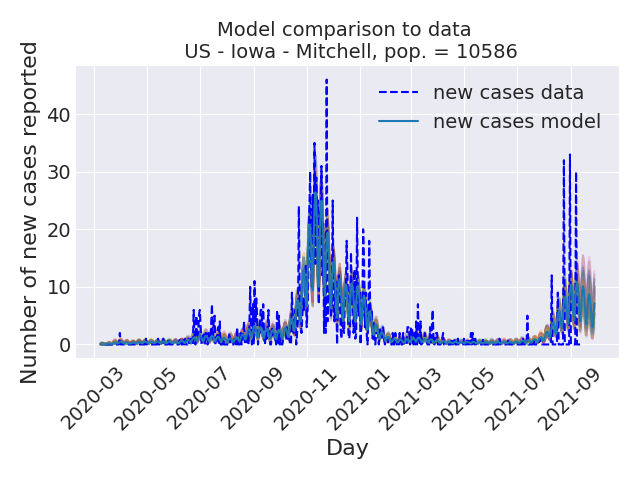 Model comparison to data
US - Iowa - Mitchell, pop. = 10586
Number of new cases reported
40
30
20
10
0
new cases data
new cases model
2020-03
2020-05
2020-07
2020-09
2020-11
2021-01
2021-03
2021-05
2021-07
2021-09
Day